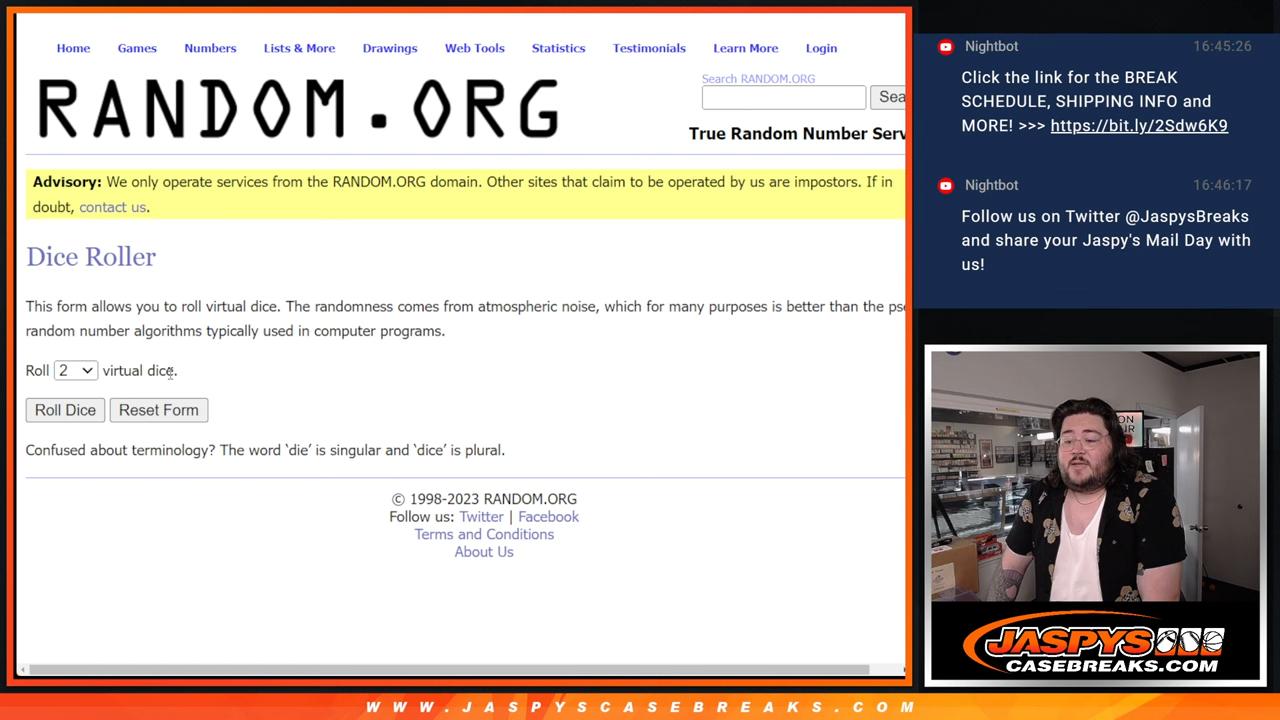 Home Games Numbers Lists & More Drawings Web Tools Statistics Testimonials Learn More Login
RANDOM.ORG
Search RANDOM.ORG
Sea
True Random Number Serv
Advisory: We only operate services from the RANDOM.ORG domain. Other sites that claim to be operated by us are impostors. If in
doubt, contact us.
Dice Roller
This form allows you to roll virtual dice. The randomness comes from atmospheric noise, which for many purposes is better than the pse
random number algorithms typically used in computer programs.
Roll 2 virtual dice.
Roll Dice Reset Form
Confused about terminology? The word ‘die’ is singular and ‘dice’ is plural.
© 1998-2023 RANDOM.ORG
Follow us: Twitter | Facebook
Terms and Conditions
About Us
Nightbot 16:45:26
Click the link for the BREAK
SCHEDULE, SHIPPING INFO and
MORE! >>> https://bit.ly/2Sdw6K9
Nightbot 16:46:17
Follow us on Twitter @JaspysBreaks
and share your Jaspy's Mail Day with
us!
ON
JASPYS
CASEBREAKS.COM
WWW.JASPYSCASEBREAKS.COM